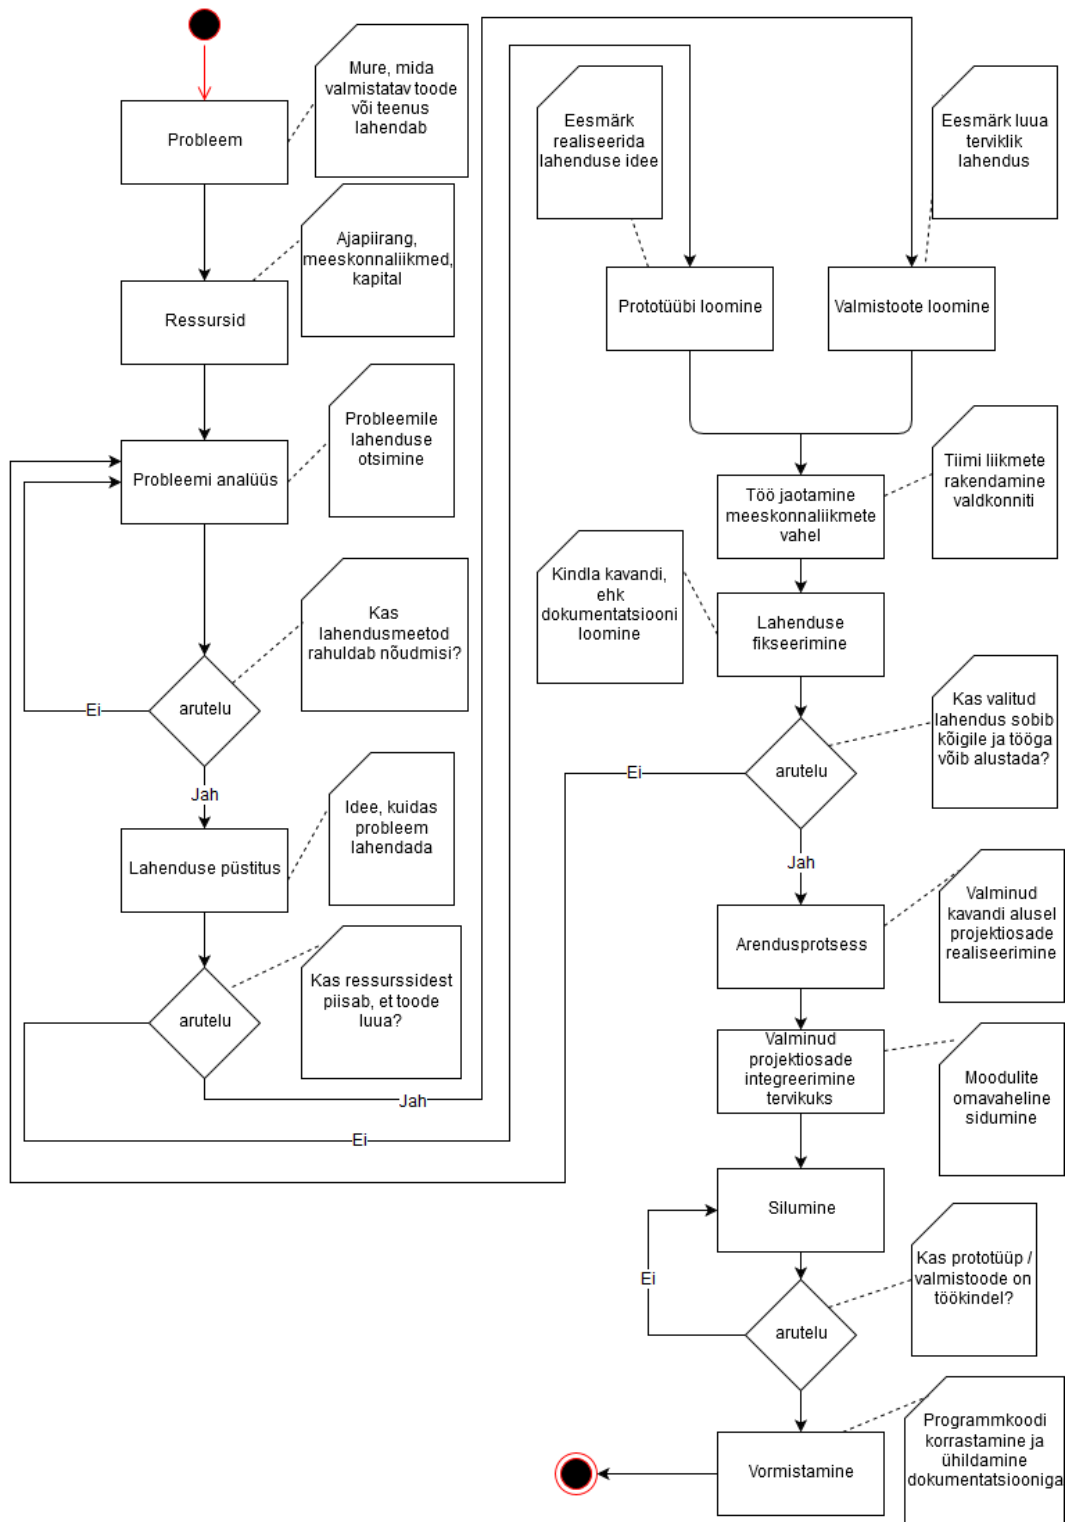 Probleem
Mure, mida
valmistatav toode
või teenus
lahendab
Ressursid
Ajapiirang,
meeskonnaliikmed,
kapital
Probleemi analüüs
Probleemile
lahenduse
otsimine
Kas
lahendusmeetod
rahuldab nõudmisi?
arutelu
Ei
Jah
Lahenduse püstitus
Idee, kuidas
probleem
lahendada
arutelu
Kas ressurssidest
piisab, et toode
luua?
Jah
Ei
Eesmärk
realiseerida
lahenduse idee
Eesmärk luua
terviklik
lahendus
Prototüübi loomine
Valmistoote loomine
Töö jaotamine
meeskonnaliikmete
vahel
Tiimi liikmete
rakendamine
valdkonniti
Kindla kavandi,
ehk
dokumentatsiooni
loomine
Lahenduse
fikseerimine
Kas valitud
lahendus sobib
kõigile ja tööga
võib alustada?
Ei
arutelu
Jah
Arendusprotsess
Valminud
kavandi alusel
projektiosade
realiseerimine
Valminud
projektiosade
integreerimine
tervikuks
Moodulite
omavaheline
sidumine
Silumine
Ei
Kas prototüüp /
valmistoode on
töökindel?
arutelu
Vormistamine
Programmkoodi
korrastamine ja
ühildamine
dokumentatsiooniga